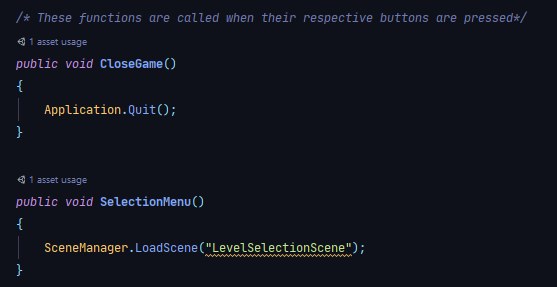 /* These functions are called when their respective buttons are pressed*/
1 asset usage
public void CloseGame()
{
Application.Quit();
}
1 asset usage
public void SelectionMenu()
{
SceneManager.LoadScene("LevelSelectionScene");
}